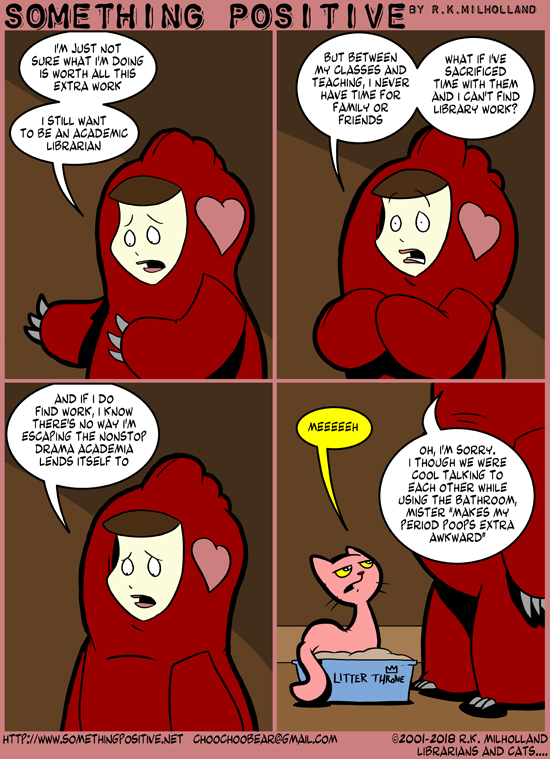 SOMETHING POSITIVE BY R.K.MILHOLLAND
I'M JUST NOT
SURE WHAT I'M DOING
IS WORTH ALL THIS
EXTRA WORK
I STILL WANT
TO BE AN ACADEMIC
LIBRARIAN
BUT BETWEEN
MY CLASSES AND
TEACHING, I NEVER
HAVE TIME FOR
FAMILY OR
FRIENDS
WHAT IF I'VE
SACRIFICED
TIME WITH THEM
AND I CAN'T FIND
LIBRARY WORK?
AND IF I DO
FIND WORK, I KNOW
THERE'S NO WAY I'M
ESCAPING THE NONSTOP
DRAMA ACADEMIA
LENDS ITSELF TO
MEEEEEH
OH, I'M SORRY.
I THOUGH WE WERE
COOL TALKING TO
EACH OTHER WHILE
USING THE BATHROOM,
MISTER "MAKES MY
PERIOD POOPS EXTRA
AWKWARD"
LITTER THRONE
HTTP://WWW.SOMETHINGPOSITIVE.NET CHOOCHOOBEAR@GMAIL.COM
©2001-2018 R.K. MILHOLLAND
LIBRARIANS AND CATS....